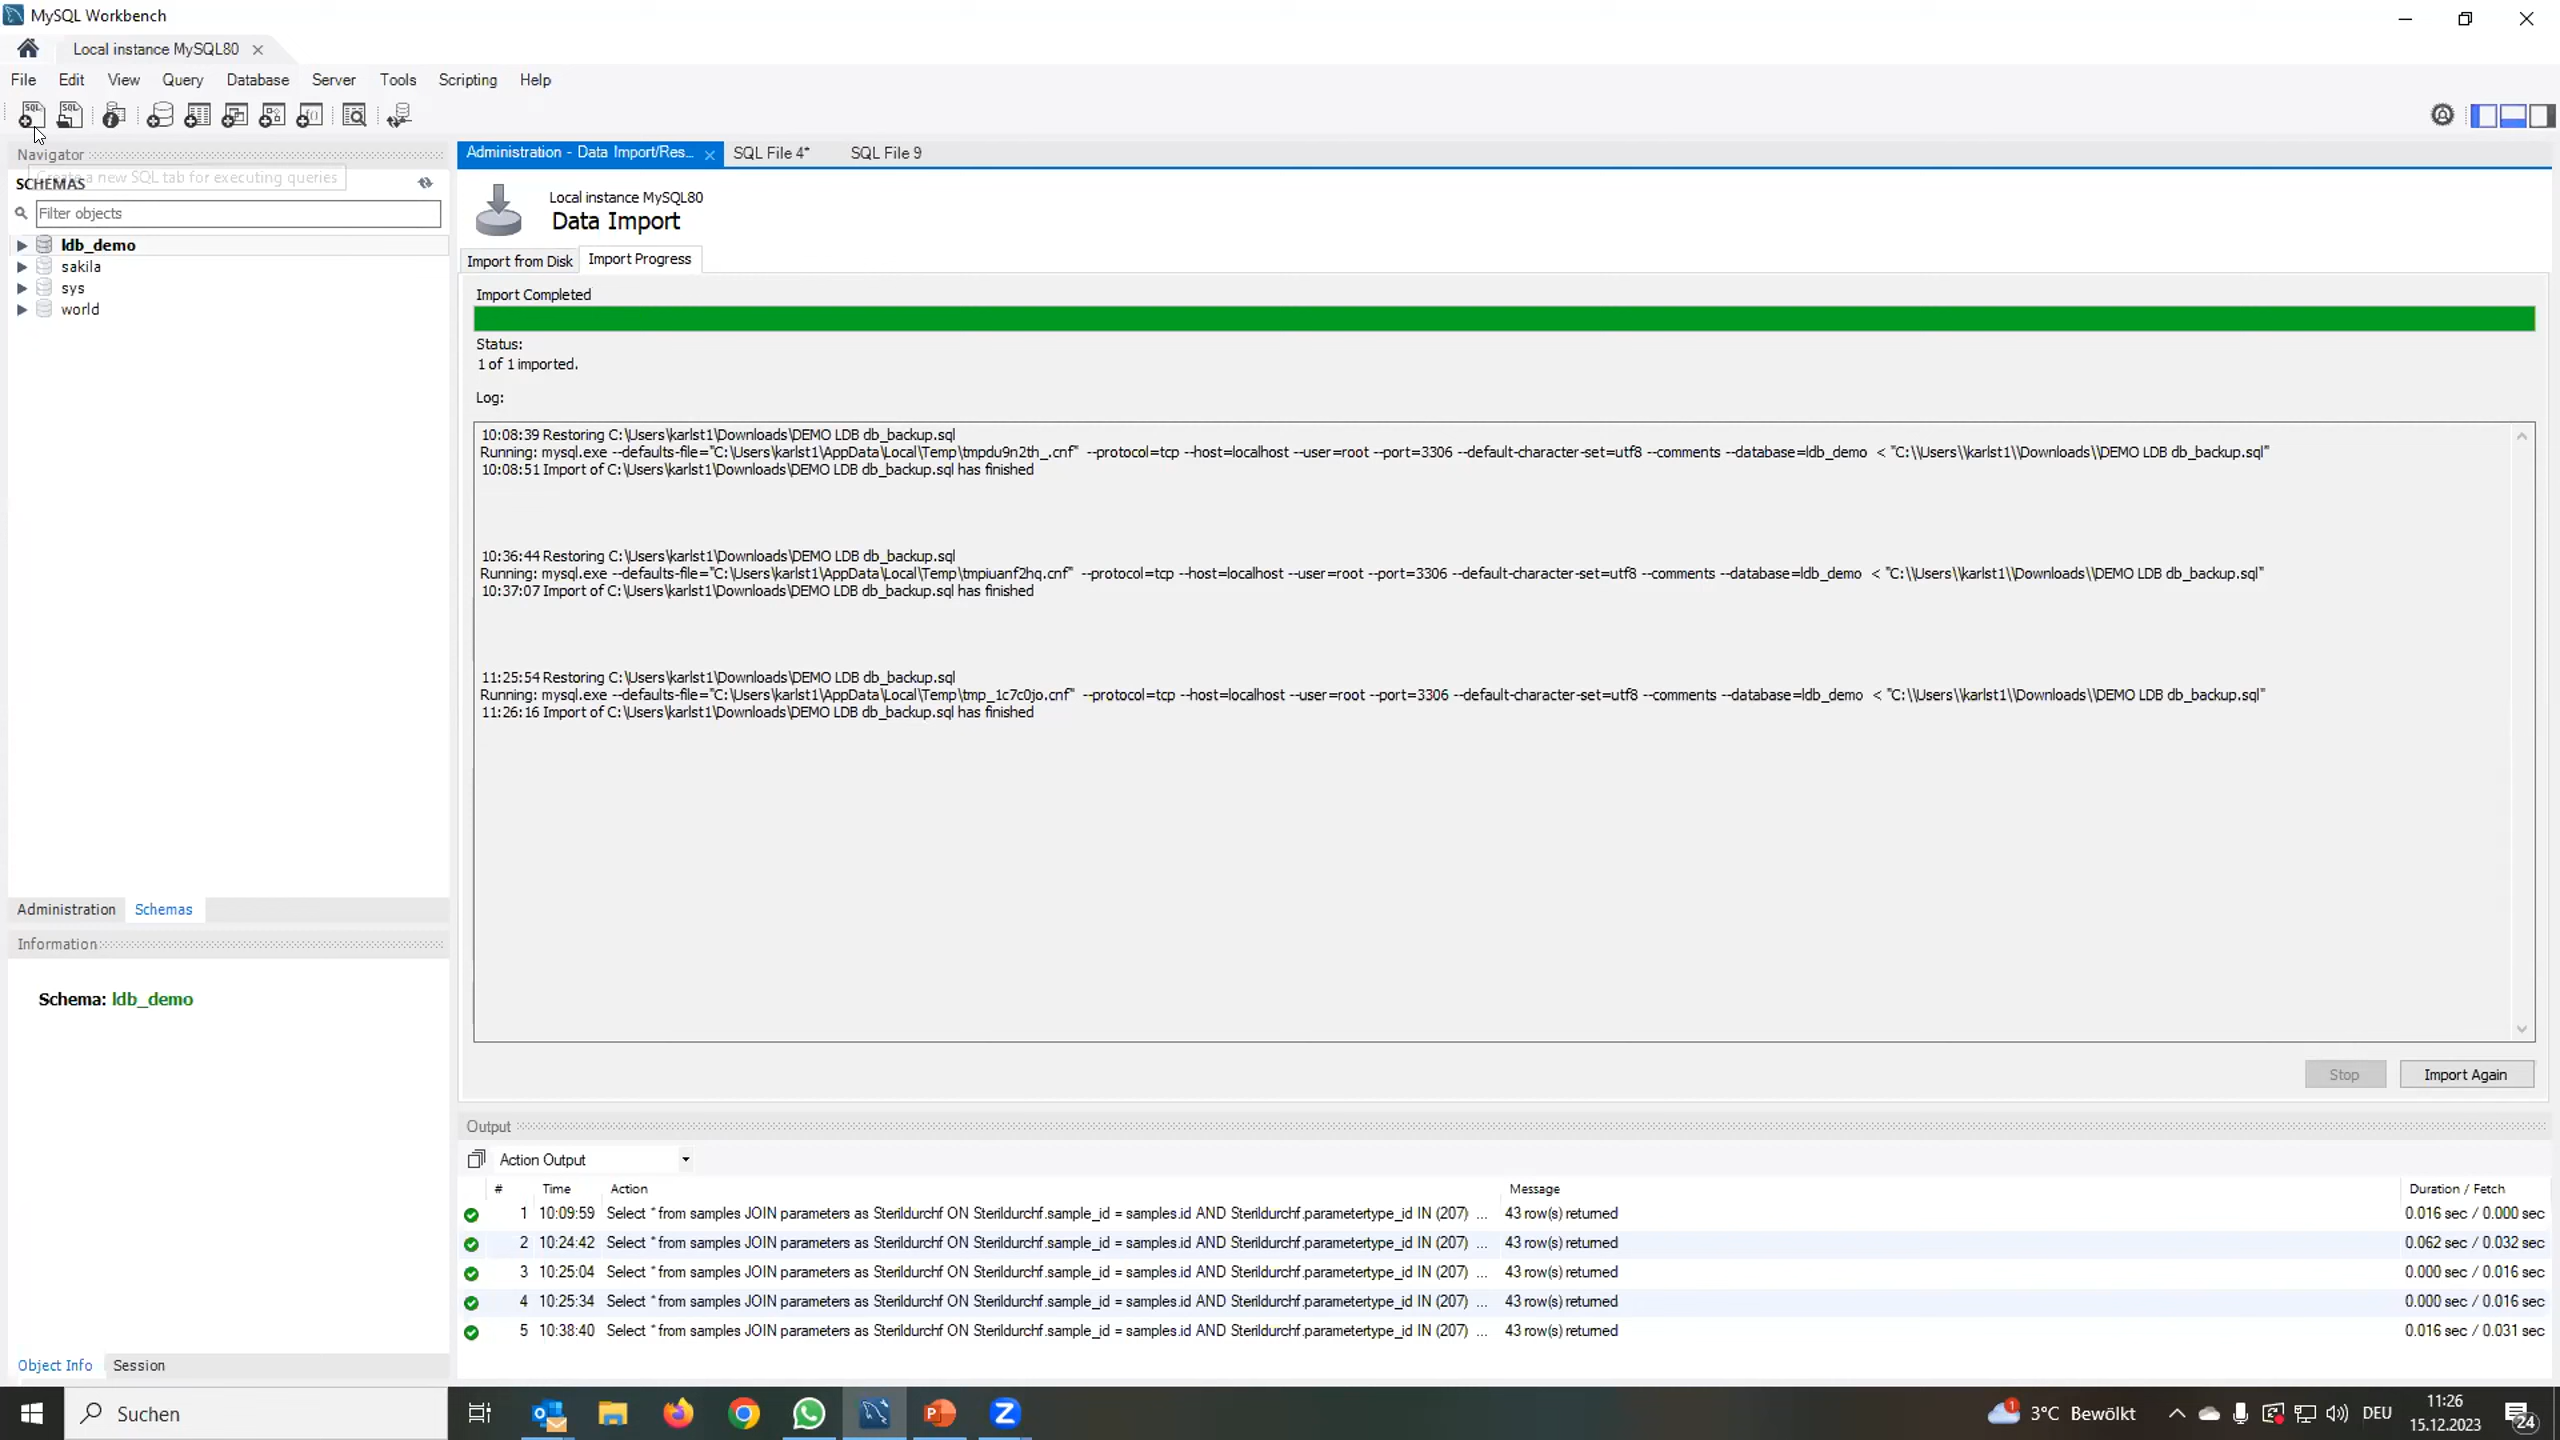 MySQL Workbench
Local instance MySQL80
File Edit View Query Database Server Tools Scripting Help
Navigator
SCHEMAS
Create a new SQL tab for executing queries
Filter objects
ldb_demo
sakila
sys
world
Administration Schemas
Information
Schema: ldb_demo
Object Info Session
Administration - Data Import/Res... SQL File 4* SQL File 9
Local instance MySQL80
Data Import
Import from Disk Import Progress
Import Completed
Status:
1 of 1 imported.
Log:
10:08:39 Restoring C:\Users\karlst1\Downloads\DEMO LDB db_backup.sql
Running: mysql.exe --defaults-file="C:\Users\karlst1\AppData\Local\Temp\tmpdu9n2th_.cnf" --protocol=tcp --host=localhost --user=root --port=3306 --default-character-set=utf8 --comments --database=ldb_demo < "C:\\Users\\karlst1\\Downloads\\DEMO LDB db_backup.sql"
10:08:51 Import of C:\Users\karlst1\Downloads\DEMO LDB db_backup.sql has finished
10:36:44 Restoring C:\Users\karlst1\Downloads\DEMO LDB db_backup.sql
Running: mysql.exe --defaults-file="C:\Users\karlst1\AppData\Local\Temp\tmpiuanf2hq.cnf" --protocol=tcp --host=localhost --user=root --port=3306 --default-character-set=utf8 --comments --database=ldb_demo < "C:\\Users\\karlst1\\Downloads\\DEMO LDB db_backup.sql"
10:37:07 Import of C:\Users\karlst1\Downloads\DEMO LDB db_backup.sql has finished
11:25:54 Restoring C:\Users\karlst1\Downloads\DEMO LDB db_backup.sql
Running: mysql.exe --defaults-file="C:\Users\karlst1\AppData\Local\Temp\tmp_1c7c0jo.cnf" --protocol=tcp --host=localhost --user=root --port=3306 --default-character-set=utf8 --comments --database=ldb_demo < "C:\\Users\\karlst1\\Downloads\\DEMO LDB db_backup.sql"
11:26:16 Import of C:\Users\karlst1\Downloads\DEMO LDB db_backup.sql has finished
Stop Import Again
Output
Action Output
# Time Action Message Duration / Fetch
1 10:09:59 Select * from samples JOIN parameters as Sterildurchf ON Sterildurchf.sample_id = samples.id AND Sterildurchf.parametertype_id IN (207) ... 43 row(s) returned 0.016 sec / 0.000 sec
2 10:24:42 Select * from samples JOIN parameters as Sterildurchf ON Sterildurchf.sample_id = samples.id AND Sterildurchf.parametertype_id IN (207) ... 43 row(s) returned 0.062 sec / 0.032 sec
3 10:25:04 Select * from samples JOIN parameters as Sterildurchf ON Sterildurchf.sample_id = samples.id AND Sterildurchf.parametertype_id IN (207) ... 43 row(s) returned 0.000 sec / 0.016 sec
4 10:25:34 Select * from samples JOIN parameters as Sterildurchf ON Sterildurchf.sample_id = samples.id AND Sterildurchf.parametertype_id IN (207) ... 43 row(s) returned 0.000 sec / 0.016 sec
5 10:38:40 Select * from samples JOIN parameters as Sterildurchf ON Sterildurchf.sample_id = samples.id AND Sterildurchf.parametertype_id IN (207) ... 43 row(s) returned 0.016 sec / 0.031 sec
Suchen
1
3°C Bewölkt
DEU
11:26
15.12.2023
24